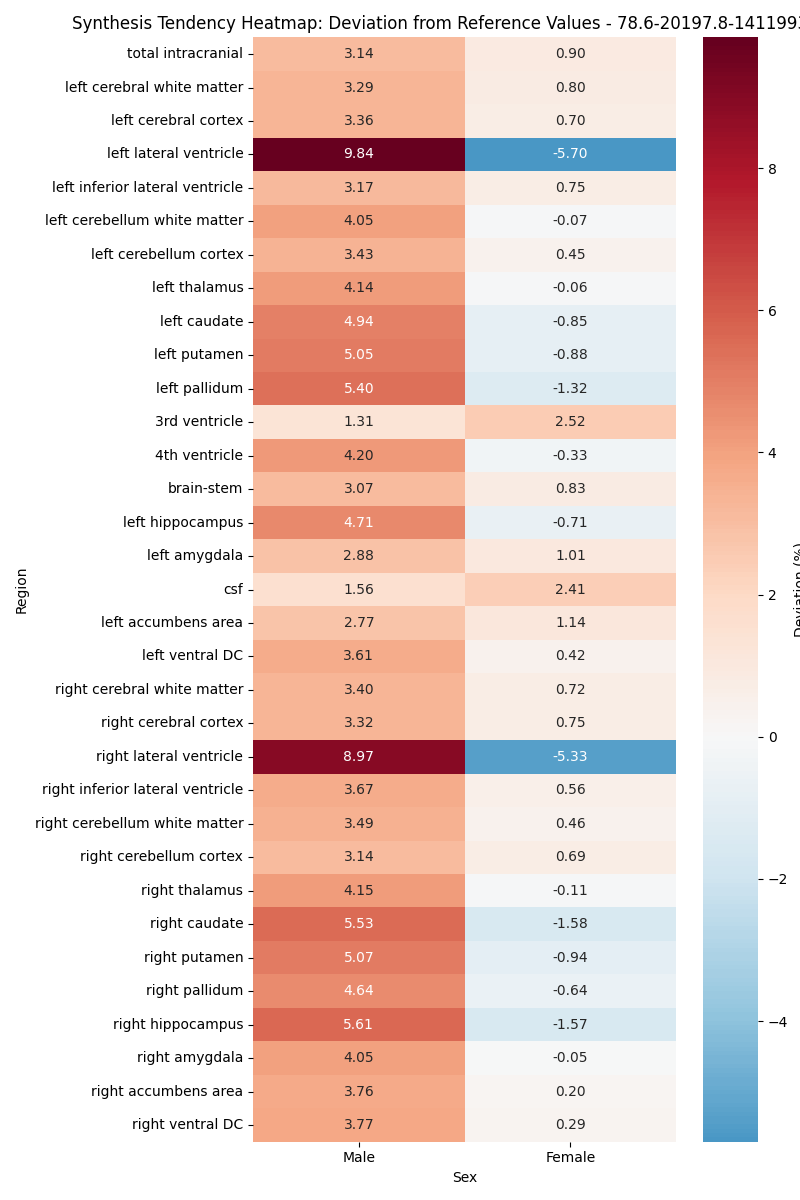 Synthesis Tendency Heatmap: Deviation from Reference Values - 78.6-20197.8-141199
total intracranial 3.14 0.90
left cerebral white matter 3.29 0.80
left cerebral cortex 3.36 0.70
left lateral ventricle 9.84 -5.70
left inferior lateral ventricle 3.17 0.75
left cerebellum white matter 4.05 -0.07
left cerebellum cortex 3.43 0.45
left thalamus 4.14 -0.06
left caudate 4.94 -0.85
left putamen 5.05 -0.88
left pallidum 5.40 -1.32
3rd ventricle 1.31 2.52
4th ventricle 4.20 -0.33
brain-stem 3.07 0.83
left hippocampus 4.71 -0.71
left amygdala 2.88 1.01
csf 1.56 2.41
left accumbens area 2.77 1.14
left ventral DC 3.61 0.42
right cerebral white matter 3.40 0.72
right cerebral cortex 3.32 0.75
right lateral ventricle 8.97 -5.33
right inferior lateral ventricle 3.67 0.56
right cerebellum white matter 3.49 0.46
right cerebellum cortex 3.14 0.69
right thalamus 4.15 -0.11
right caudate 5.53 -1.58
right putamen 5.07 -0.94
right pallidum 4.64 -0.64
right hippocampus 5.61 -1.57
right amygdala 4.05 -0.05
right accumbens area 3.76 0.20
right ventral DC 3.77 0.29
Male Female
Sex
Region
8
6
4
2
0
−2
−4
Deviation (%)